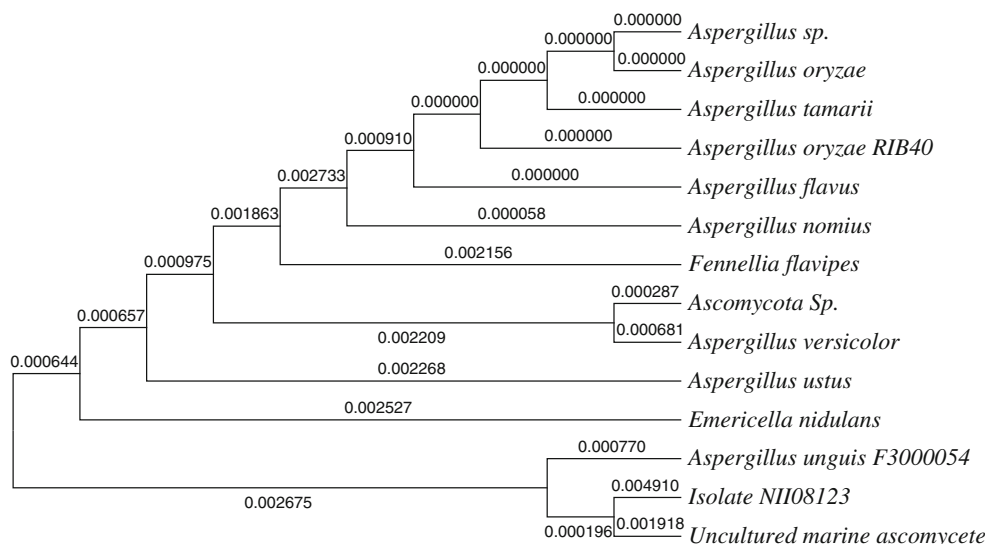 0.000000
Aspergillus sp.
0.000000
0.000000
Aspergillus oryzae
0.000000
0.000000
Aspergillus tamarii
0.000000
0.000000
Aspergillus oryzae RIB40
0.000910
0.000000
Aspergillus flavus
0.002733
0.000058
Aspergillus nomius
0.001863
0.002156
Fennellia flavipes
0.000975
0.000287
Ascomycota Sp.
0.002209
0.000681
Aspergillus versicolor
0.000657
0.002268
Aspergillus ustus
0.000644
0.002527
Emericella nidulans
0.000770
Aspergillus unguis F3000054
0.002675
0.004910
Isolate NII08123
0.000196
0.001918
Uncultured marine ascomycete